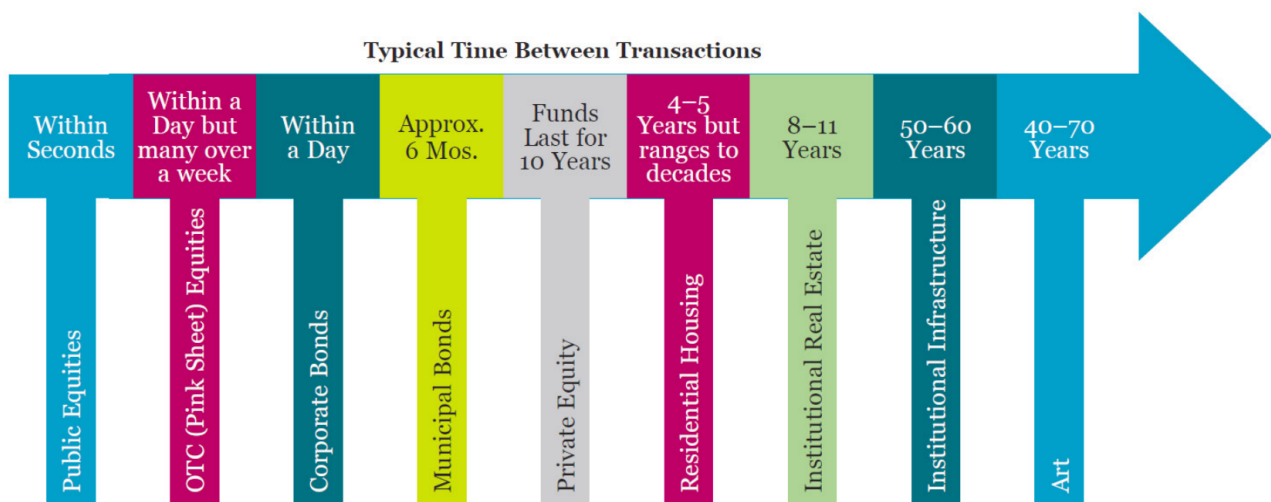 Typical Time Between Transactions
Within
Seconds
Within a
Day but
many over
a week
Within
a Day
Approx.
6 Mos.
Funds
Last for
10 Years
4–5
Years but
ranges to
decades
8–11
Years
50–60
Years
40–70
Years
Public Equities
OTC (Pink Sheet) Equities
Corporate Bonds
Municipal Bonds
Private Equity
Residential Housing
Institutional Real Estate
Institutional Infrastructure
Art